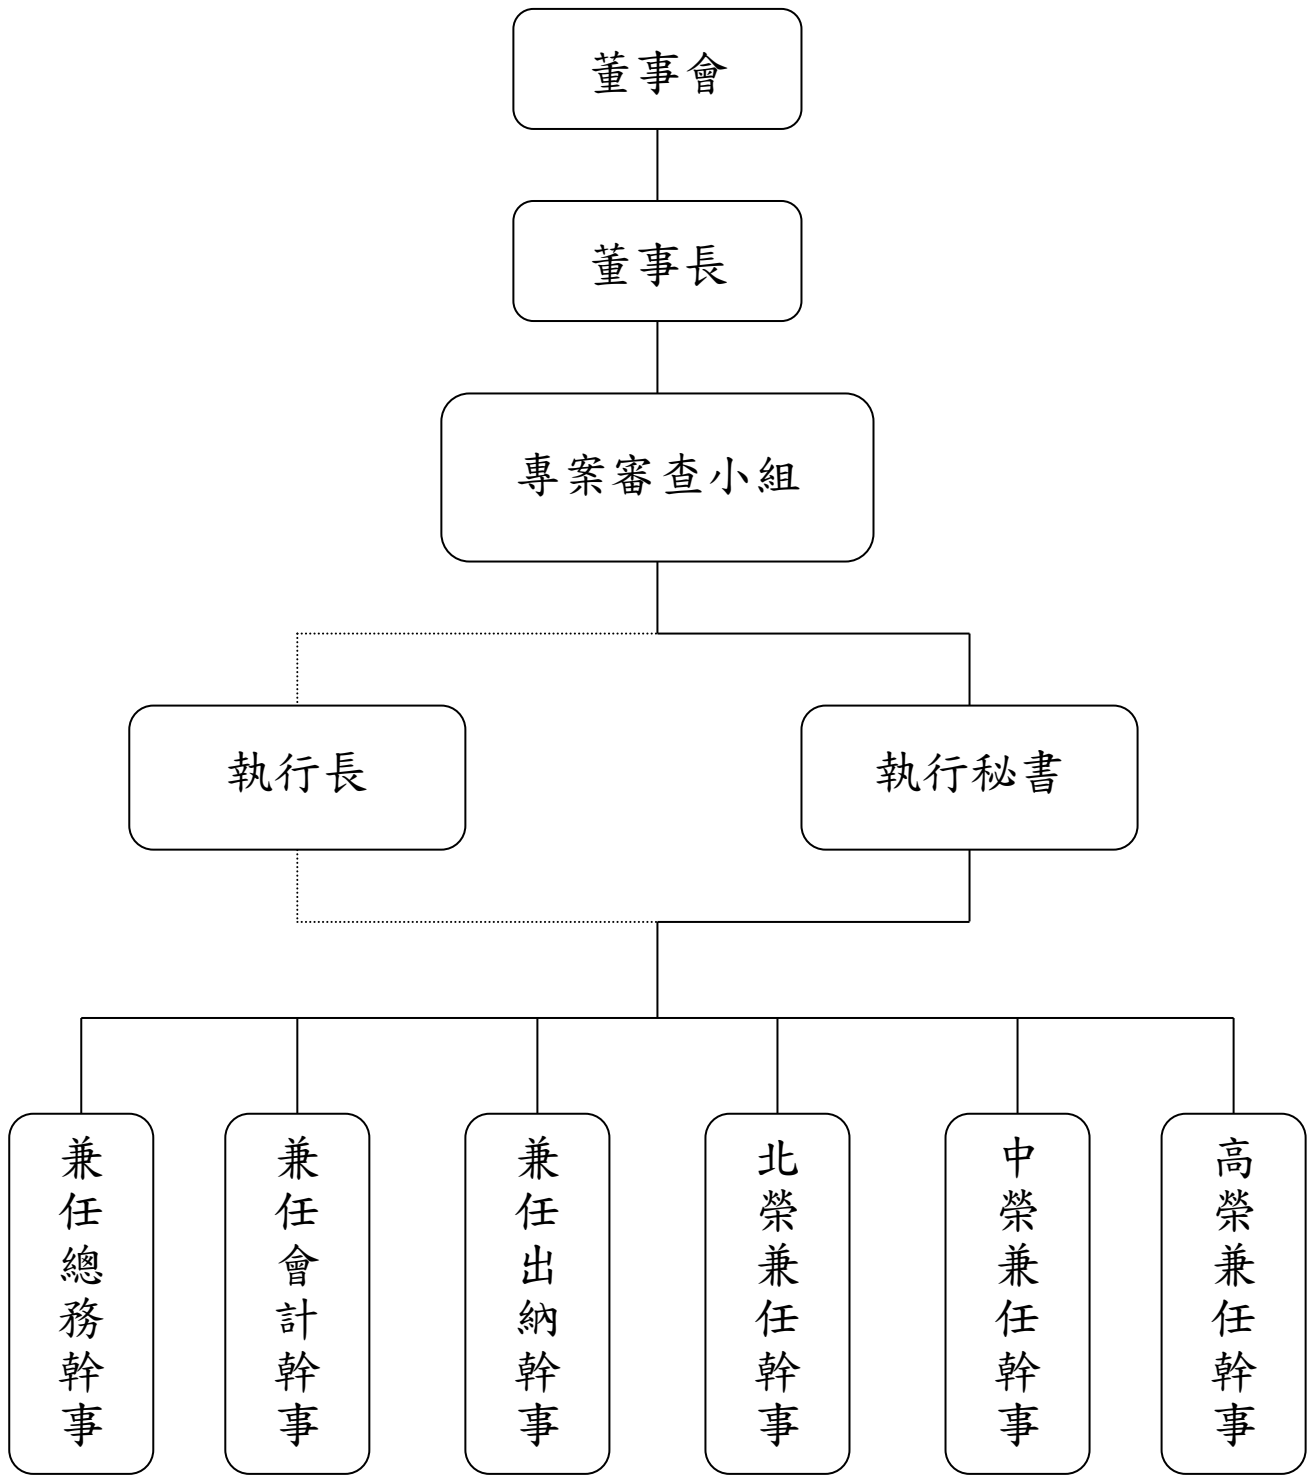 董事會
董事長
專案審查小組
執行長
執行秘書
兼任總務幹事
兼任會計幹事
兼任出納幹事
北榮兼任幹事
中榮兼任幹事
高榮兼任幹事